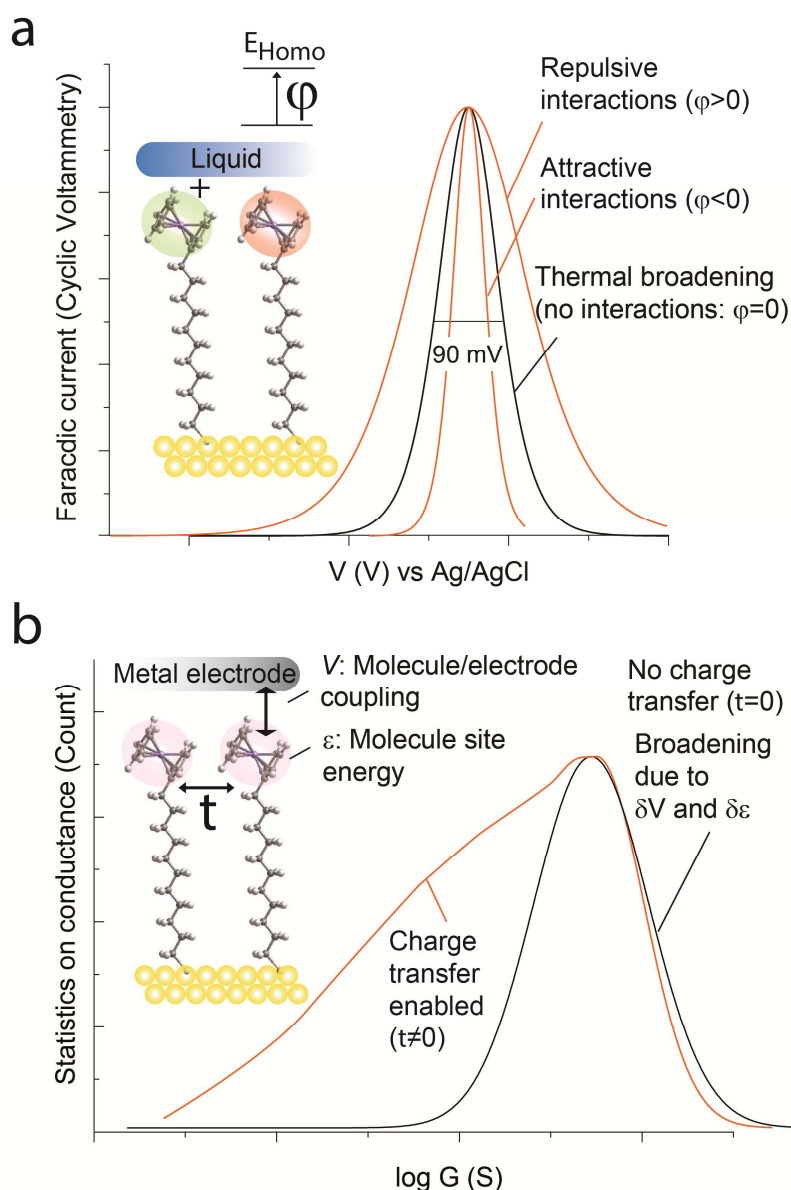 a
E_Homo
φ
Liquid
+
Repulsive
interactions (φ>0)
Attractive
interactions (φ<0)
Thermal broadening
(no interactions: φ=0)
90 mV
Faracdic current (Cyclic Voltammetry)
V (V) vs Ag/AgCl
b
Metal electrode
V: Molecule/electrode
coupling
ε: Molecule site
energy
t
No charge
transfer (t=0)
Broadening
due to
δV and δε
Charge
transfer
enabled
(t≠0)
Statistics on conductance (Count)
log G (S)